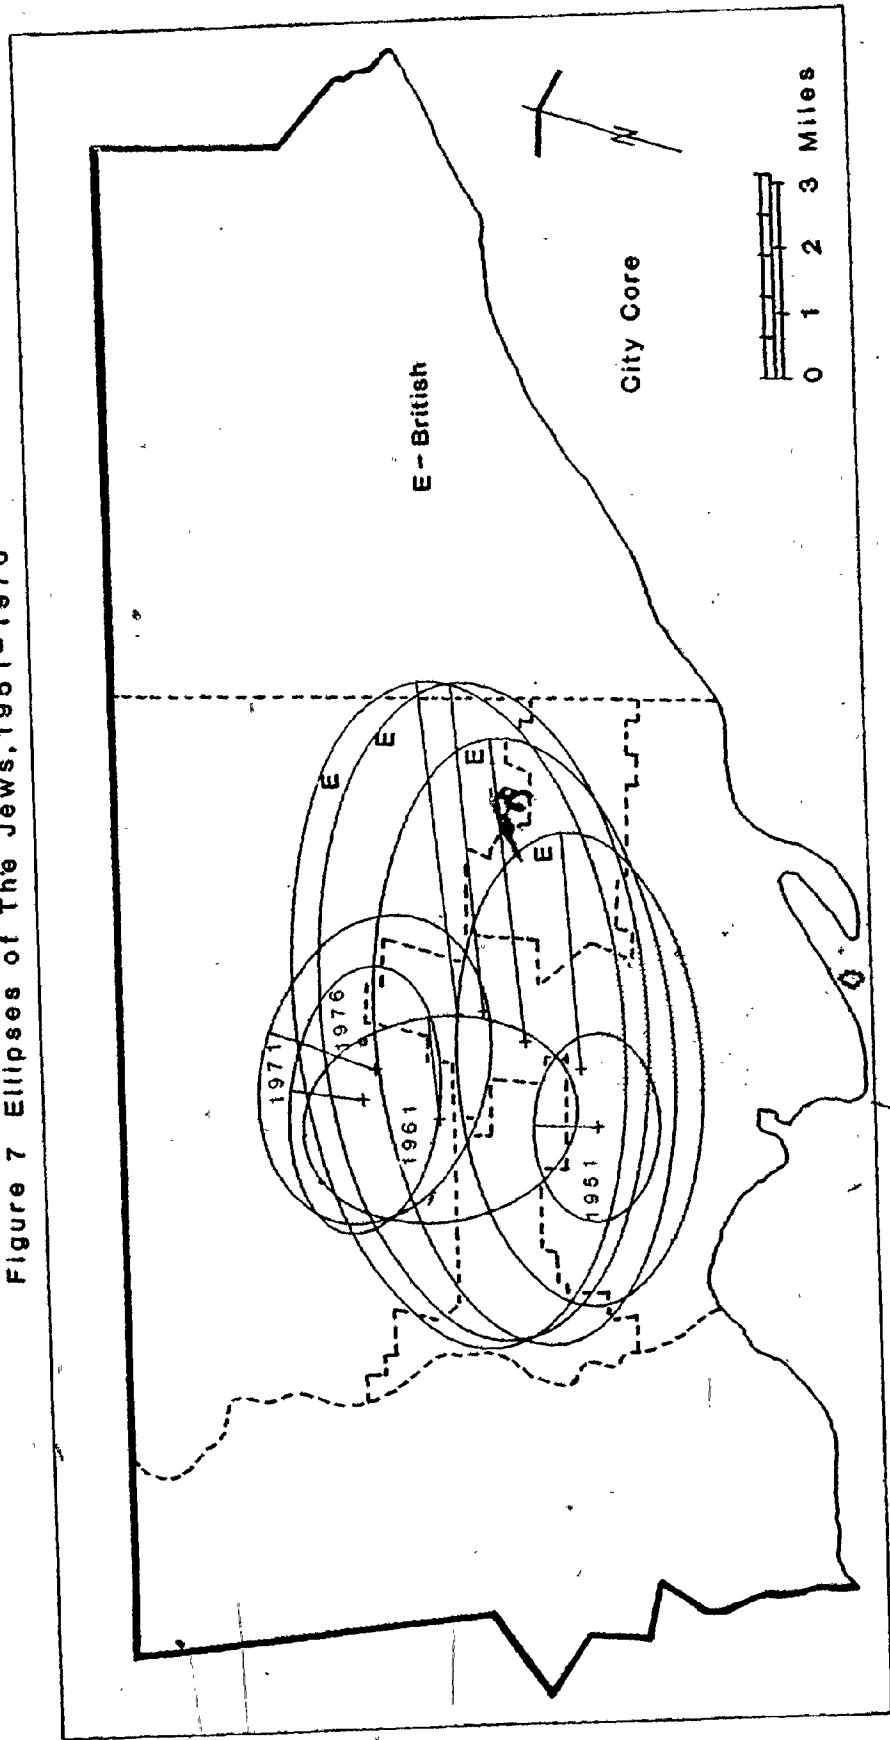 Figure 7 Ellipses of The Jews, 1951-1976
1971
1976
1961
1951
E
E
E
E
E - British
City Core
N
0 1 2 3 Miles